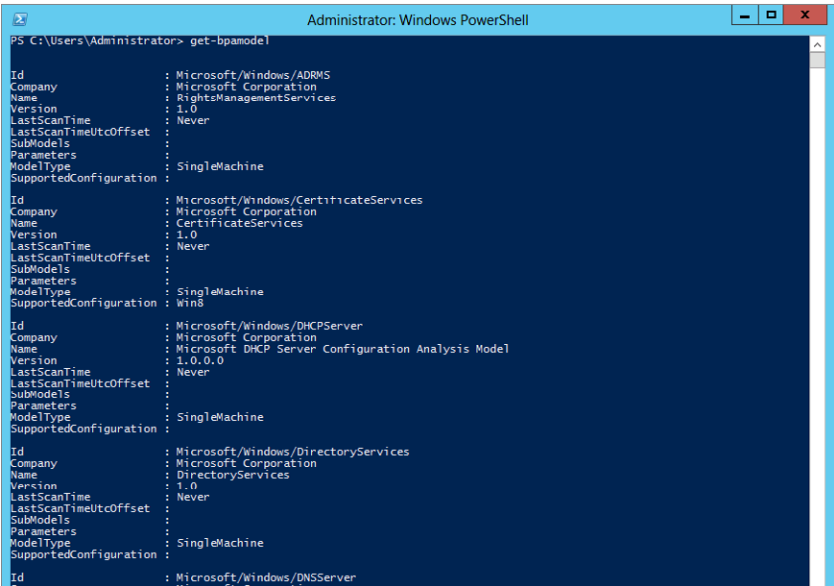 Administrator: Windows PowerShell
PS C:\Users\Administrator> get-bpamodel
Id : Microsoft/Windows/ADRMS
Company : Microsoft Corporation
Name : RightsManagementServices
Version : 1.0
LastScanTime : Never
LastScanTimeUtcOffset :
SubModels :
Parameters :
ModelType : SingleMachine
SupportedConfiguration :
Id : Microsoft/Windows/CertificateServices
Company : Microsoft Corporation
Name : CertificateServices
Version : 1.0
LastScanTime : Never
LastScanTimeUtcOffset :
SubModels :
Parameters :
ModelType : SingleMachine
SupportedConfiguration : Win8
Id : Microsoft/Windows/DHCPServer
Company : Microsoft Corporation
Name : Microsoft DHCP Server Configuration Analysis Model
Version : 1.0.0.0
LastScanTime : Never
LastScanTimeUtcOffset :
SubModels :
Parameters :
ModelType : SingleMachine
SupportedConfiguration :
Id : Microsoft/Windows/DirectoryServices
Company : Microsoft Corporation
Name : DirectoryServices
Version : 1.0
LastScanTime : Never
LastScanTimeUtcOffset :
SubModels :
Parameters :
ModelType : SingleMachine
SupportedConfiguration :
Id : Microsoft/Windows/DNSServer